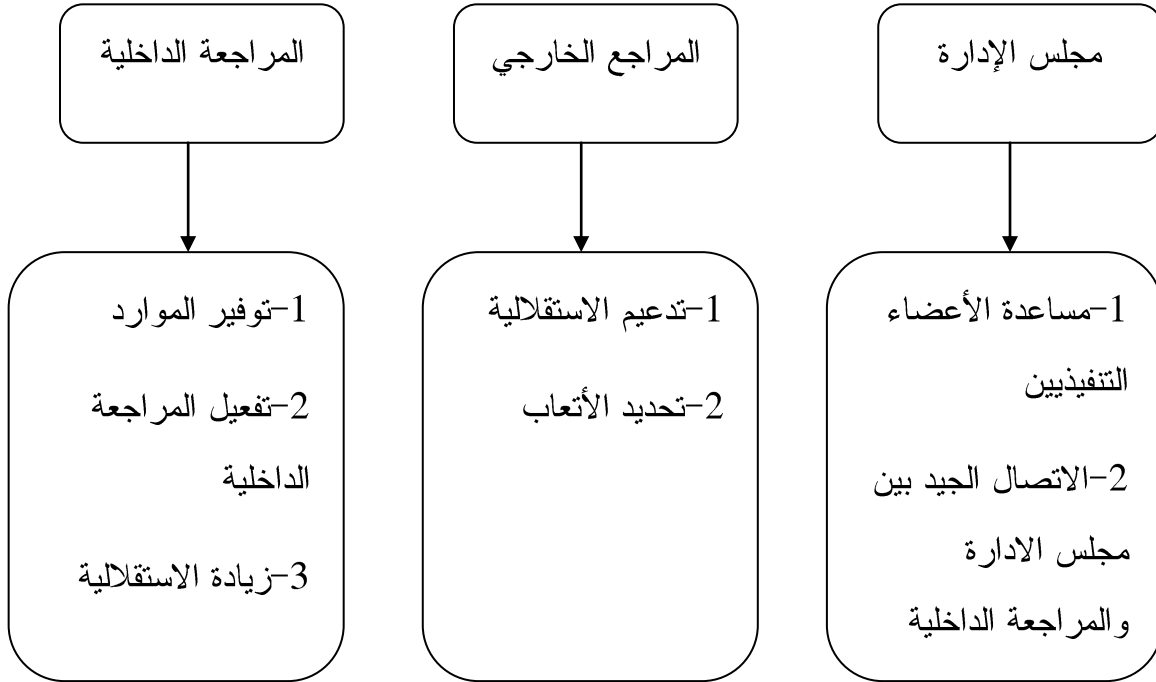 مجلس الإدارة
المراجع الخارجي
المراجعة الداخلية
1-مساعدة الأعضاء
التنفيذيين
2-الاتصال الجيد بين
مجلس الادارة
والمراجعة الداخلية
1-تدعيم الاستقلالية
2-تحديد الأتعاب
1-توفير الموارد
2-تفعيل المراجعة
الداخلية
3-زيادة الاستقلالية